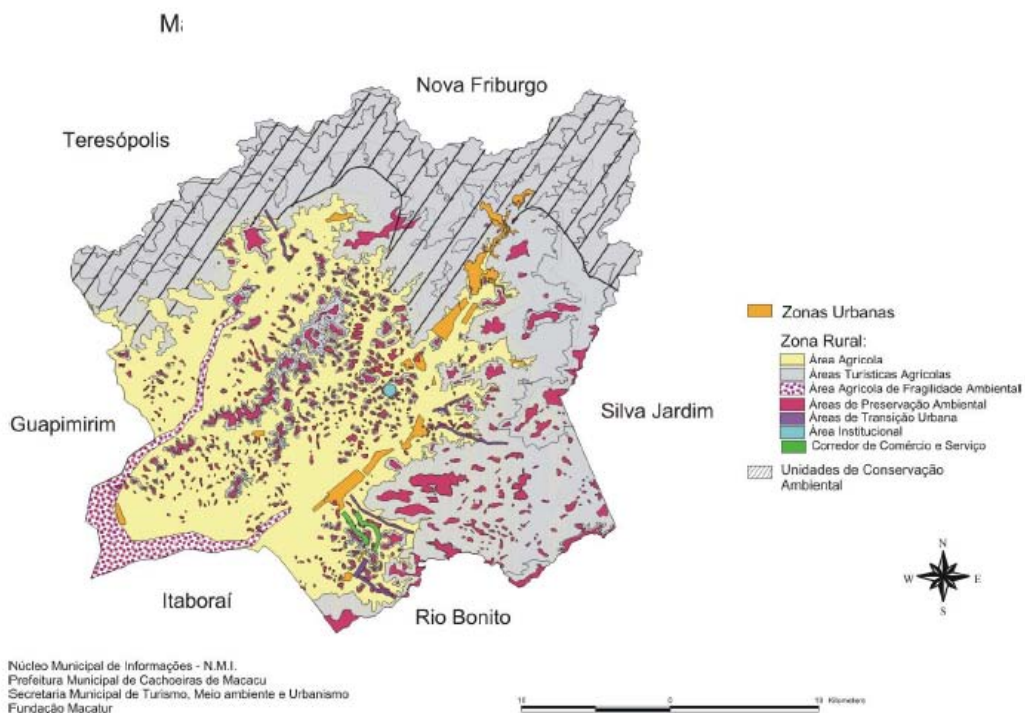 Ma
Nova Friburgo
Teresópolis
Zonas Urbanas
Zona Rural:
Área Agrícola
Áreas Turísticas Agrícolas
Área Agrícola de Fragilidade Ambiental
Áreas de Preservação Ambiental
Áreas de Transição Urbana
Área Institucional
Corredor de Comércio e Serviço
Unidades de Conservação
Ambiental
Silva Jardim
Guapimirim
N
W E
S
Itaboraí
Rio Bonito
Núcleo Municipal de Informações - N.M.I.
Prefeitura Municipal de Cachoeiras de Macacu
Secretaria Municipal de Turismo, Meio ambiente e Urbanismo
Fundação Macatur
10 0 10 Kilometers